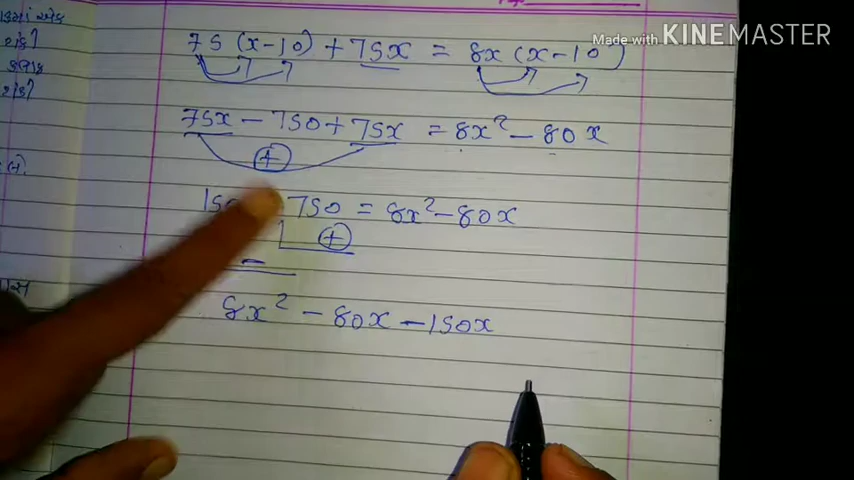 Made with KINEMASTER
75 (x-10) + 75x = 8x (x-10)
75x - 750 + 75x = 8x² - 80x
+
150 750 = 8x² - 80x
+
-
8x² - 80x - 150x